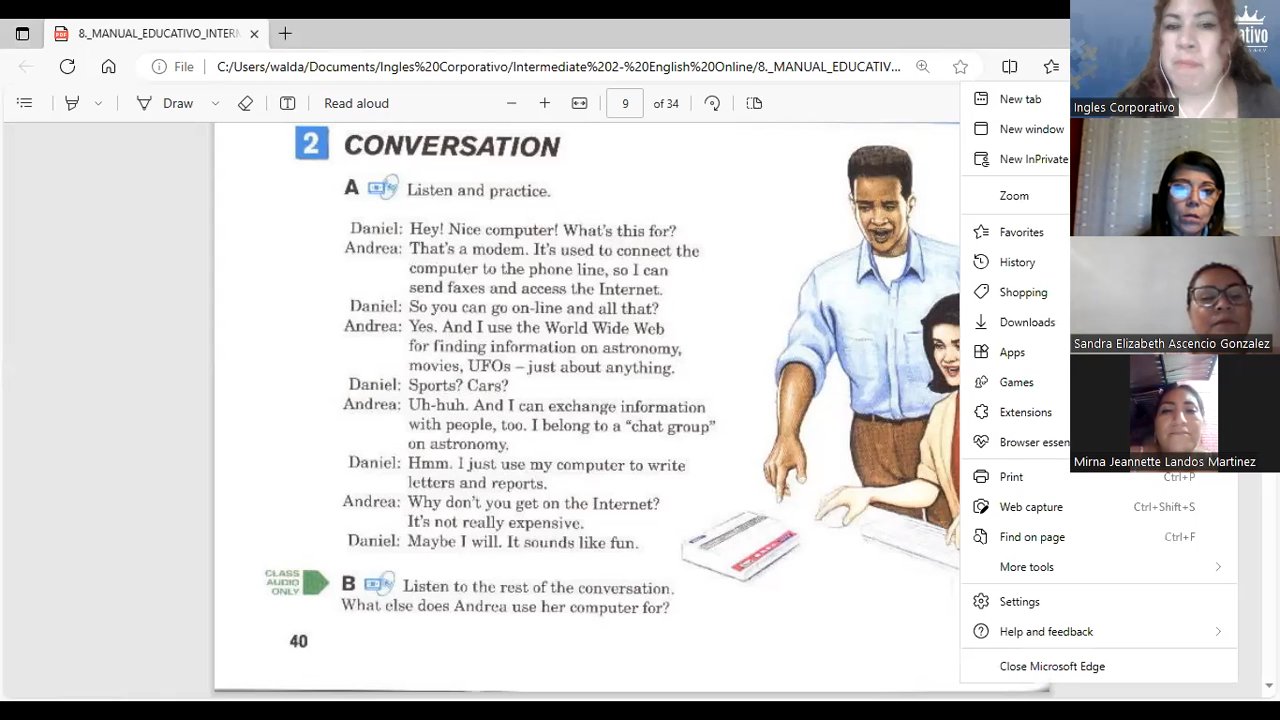 8._MANUAL_EDUCATIVO_INTERN
File
C:/Users/walda/Documents/Ingles%20Corporativo/Intermediate%202-%20English%20Online/8._MANUAL_EDUCATIV...
Draw
Read aloud
9
of 34
2 CONVERSATION
A Listen and practice.
Daniel: Hey! Nice computer! What's this for?
Andrea: That's a modem. It's used to connect the
computer to the phone line, so I can
send faxes and access the Internet.
Daniel: So you can go on-line and all that?
Andrea: Yes. And I use the World Wide Web
for finding information on astronomy,
movies, UFOs – just about anything.
Daniel: Sports? Cars?
Andrea: Uh-huh. And I can exchange information
with people, too. I belong to a "chat group"
on astronomy.
Daniel: Hmm. I just use my computer to write
letters and reports.
Andrea: Why don't you get on the Internet?
It's not really expensive.
Daniel: Maybe I will. It sounds like fun.
CLASS
AUDIO
ONLY
B Listen to the rest of the conversation.
What else does Andrea use her computer for?
40
New tab
New window
New InPrivate
Zoom
Favorites
History
Shopping
Downloads
Apps
Games
Extensions
Browser essen
Print Ctrl+P
Web capture Ctrl+Shift+S
Find on page Ctrl+F
More tools
Settings
Help and feedback
Close Microsoft Edge
ativo
Ingles Corporativo
Sandra Elizabeth Ascencio Gonzalez
Mirna Jeannette Landos Martinez